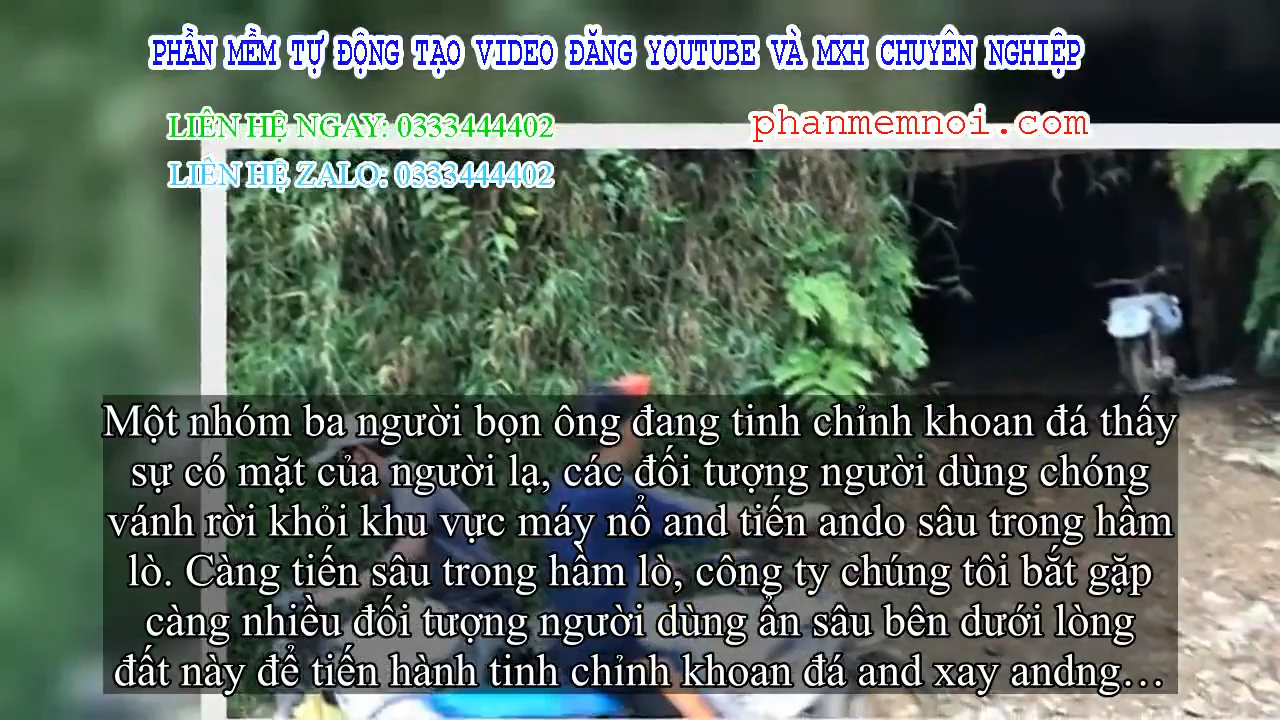 PHẦN MỀM TỰ ĐỘNG TẠO VIDEO ĐĂNG YOUTUBE VÀ MXH CHUYÊN NGHIỆP
LIÊN HỆ NGAY: 0333444402
phanmemnoi.com
LIÊN HỆ ZALO: 0333444402
Một nhóm ba người bọn ông đang tinh chỉnh khoan đá thấy
sự có mặt của người lạ, các đối tượng người dùng chóng
vánh rời khỏi khu vực máy nổ and tiến ando sâu trong hầm
lò. Càng tiến sâu trong hầm lò, công ty chúng tôi bắt gặp
càng nhiều đối tượng người dùng ẩn sâu bên dưới lòng
đất này để tiến hành tinh chỉnh khoan đá and xay andng…